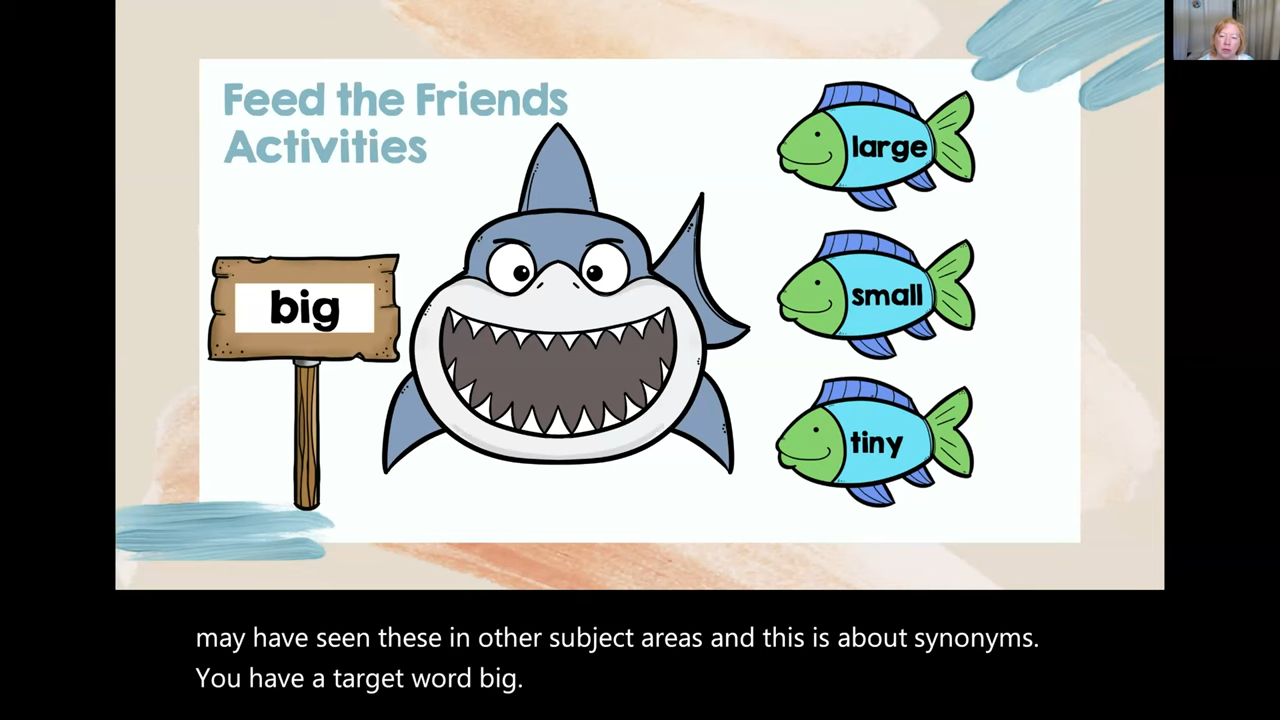 Feed the Friends
Activities
big
large
small
tiny
may have seen these in other subject areas and this is about synonyms.
You have a target word big.